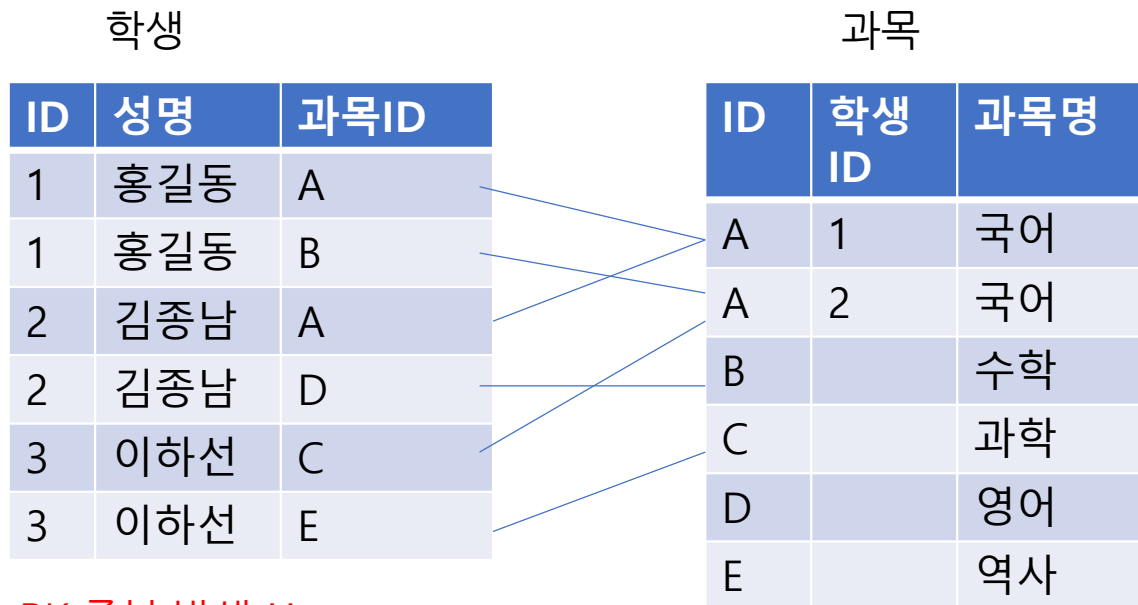 학생
과목
ID 성명 과목ID
1 홍길동 A
1 홍길동 B
2 김종남 A
2 김종남 D
3 이하선 C
3 이하선 E
ID 학생 ID 과목명
A 1 국어
A 2 국어
B 수학
C 과학
D 영어
E 역사